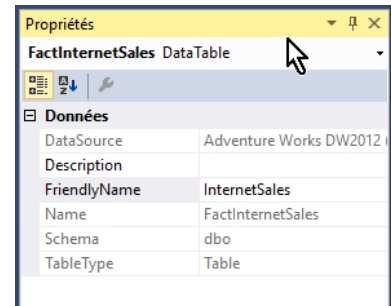 Propriétés
FactInternetSales DataTable
Données
DataSource Adventure Works DW2012 (
Description
FriendlyName InternetSales
Name FactInternetSales
Schema dbo
TableType Table